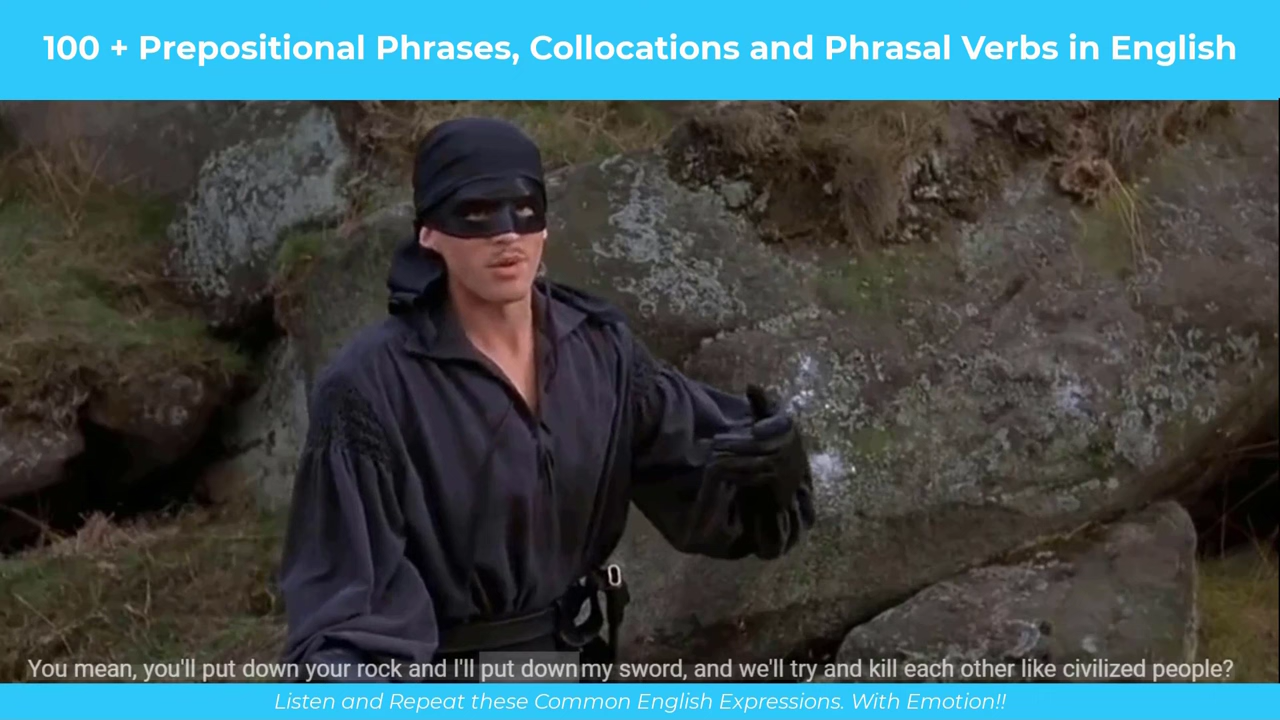 100 + Prepositional Phrases, Collocations and Phrasal Verbs in English
You mean, you'll put down your rock and I'll put down my sword, and we'll try and kill each other like civilized people?
Listen and Repeat these Common English Expressions. With Emotion!!